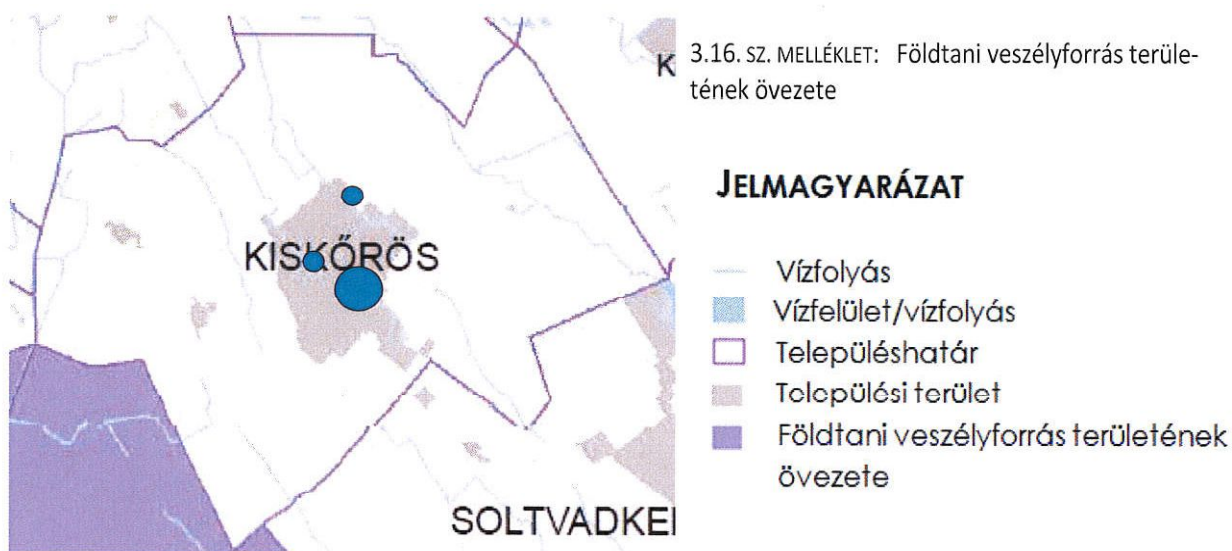 3.16. SZ. MELLÉKLET: Földtani veszélyforrás terüle-
tének övezete
K
KISKŐRÖS
SOLTVADKE
JELMAGYARÁZAT
Vízfolyás
Vízfelület/vízfolyás
Településhatár
Települési terület
Földtani veszélyforrás területének
övezete